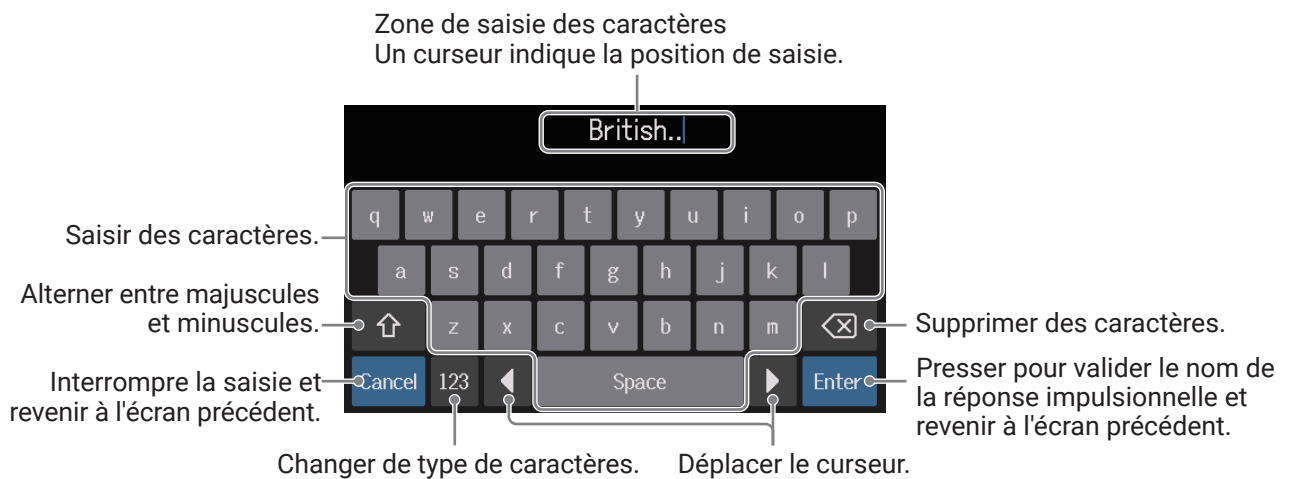 Zone de saisie des caractères
Un curseur indique la position de saisie.
British..
q w e r t y u i o p
Saisir des caractères.
a s d f g h j k l
Alterner entre majuscules
et minuscules.
z x c v b n m
Supprimer des caractères.
Interrompre la saisie et
revenir à l'écran précédent.
Cancel 123 Space Enter
Presser pour valider le nom de
la réponse impulsionnelle et
revenir à l'écran précédent.
Changer de type de caractères.
Déplacer le curseur.